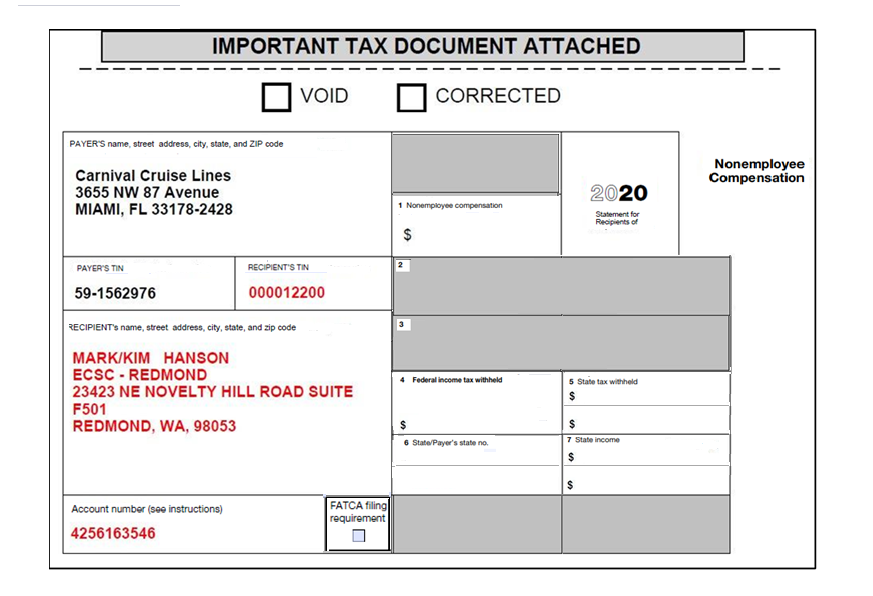 IMPORTANT TAX DOCUMENT ATTACHED
VOID
CORRECTED
PAYER'S name, street address, city, state, and ZIP code
Carnival Cruise Lines
3655 NW 87 Avenue
MIAMI, FL 33178-2428
1 Nonemployee compensation
$
2020
Statement for
Recipients of
Nonemployee
Compensation
PAYER'S TIN
59-1562976
RECIPIENT'S TIN
000012200
2
3
RECIPIENT's name, street address, city, state, and zip code
MARK/KIM HANSON
ECSC - REDMOND
23423 NE NOVELTY HILL ROAD SUITE
F501
REDMOND, WA, 98053
4 Federal income tax withheld
$
5 State tax withheld
$
$
6 State/Payer's state no.
7 State income
$
$
Account number (see instructions)
4256163546
FATCA filing
requirement